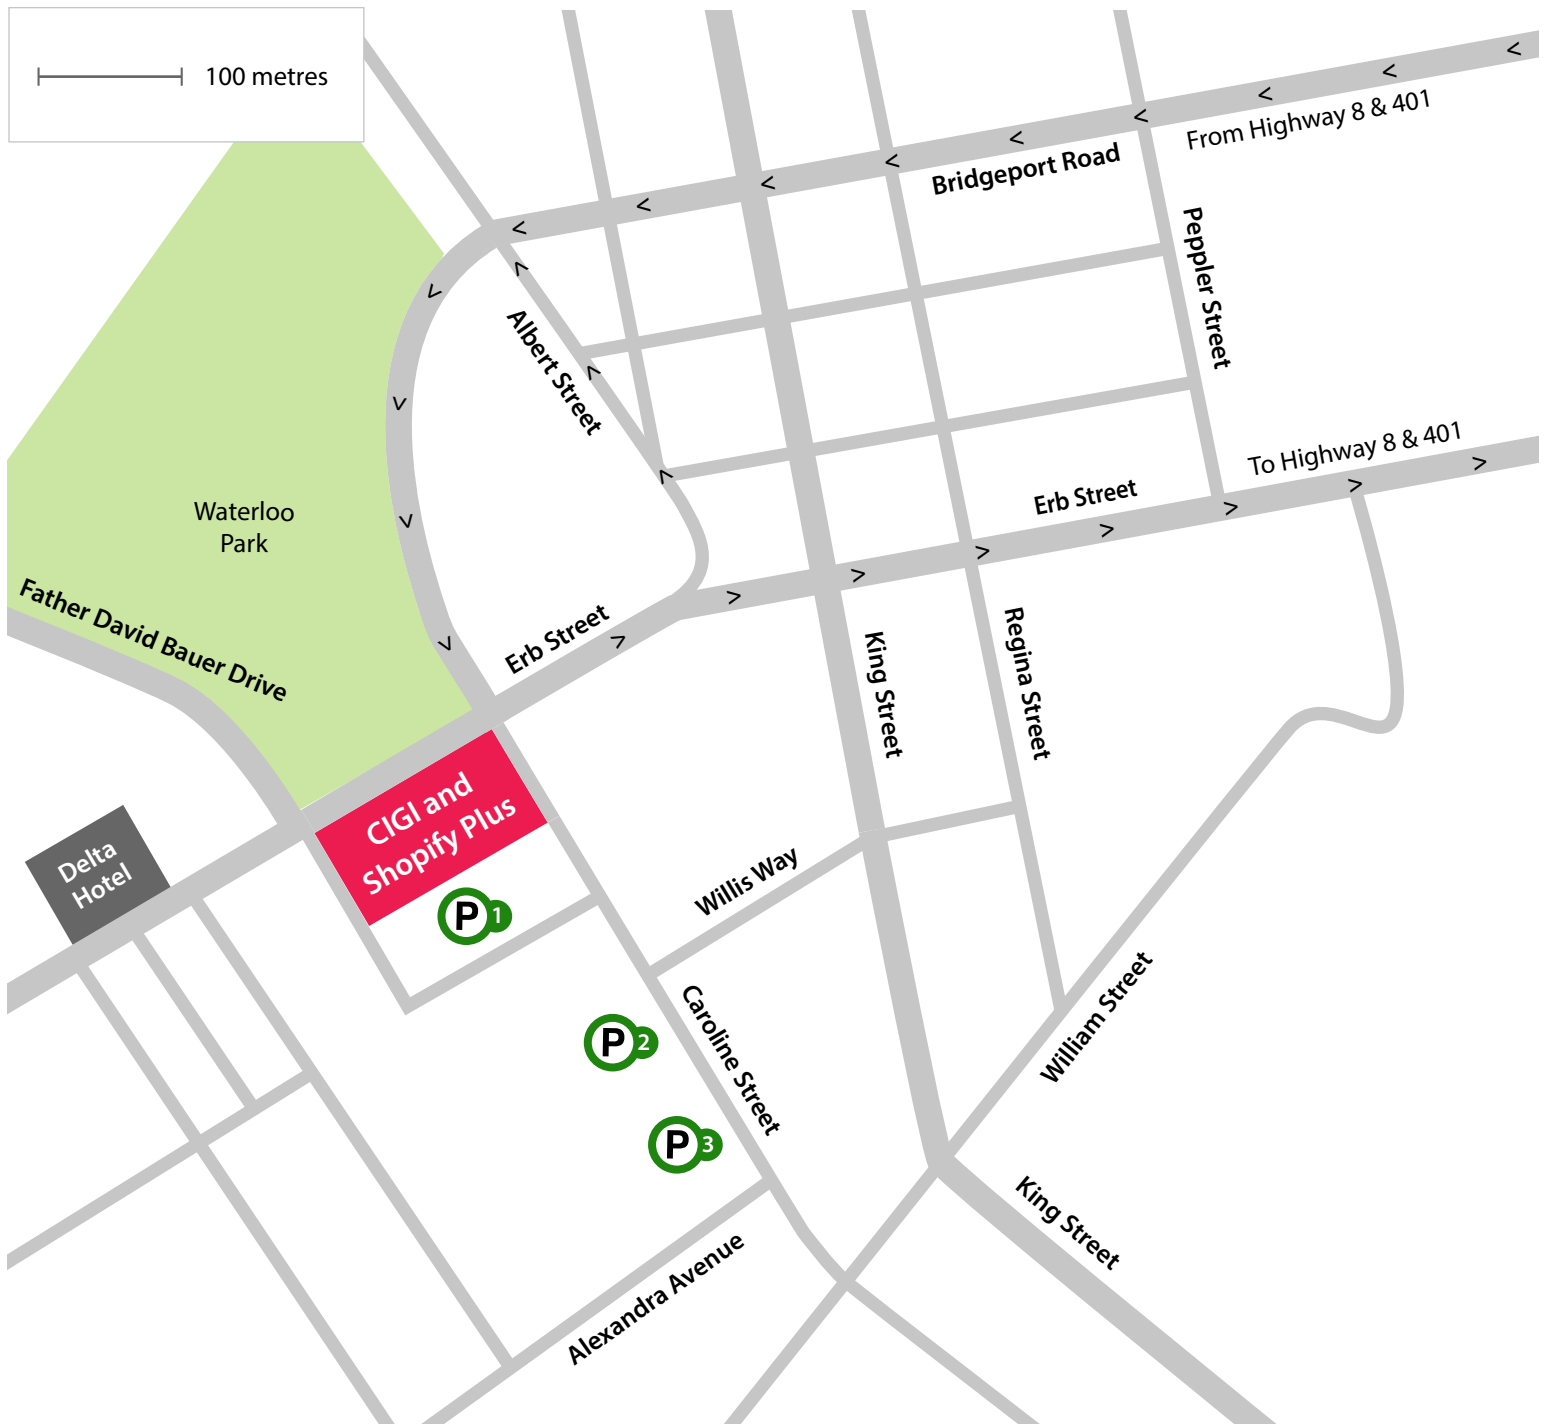 100 metres
From Highway 8 & 401
Bridgeport Road
Peppler Street
Albert Street
To Highway 8 & 401
Erb Street
Waterloo
Park
Father David Bauer Drive
Erb Street
King Street
Regina Street
CIGI and
Shopify Plus
Delta
Hotel
Willis Way
P 1
William Street
Caroline Street
P 2
P 3
King Street
Alexandra Avenue